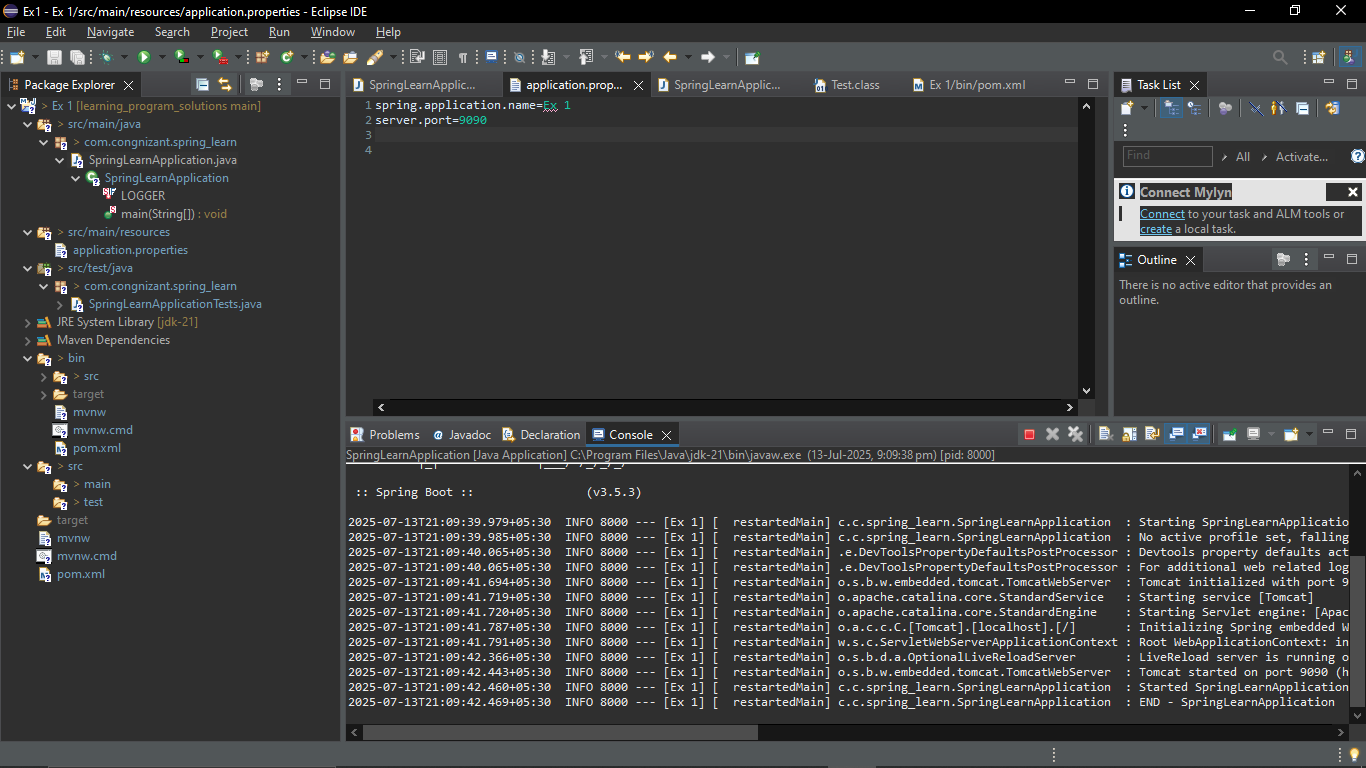 Ex1 - Ex 1/src/main/resources/application.properties - Eclipse IDE
File Edit Navigate Search Project Run Window Help
Package Explorer
Ex 1 [learning_program_solutions main]
src/main/java
com.congnizant.spring_learn
SpringLearnApplication.java
SpringLearnApplication
LOGGER
main(String[]) : void
src/main/resources
application.properties
src/test/java
com.congnizant.spring_learn
SpringLearnApplicationTests.java
JRE System Library [jdk-21]
Maven Dependencies
bin
src
target
mvnw
mvnw.cmd
pom.xml
src
main
test
target
mvnw
mvnw.cmd
pom.xml
SpringLearnApplic... application.prop... SpringLearnApplic... Test.class Ex 1/bin/pom.xml
1 spring.application.name=Ex 1
2 server.port=9090
3
4
Task List
Find All Activate...
Connect Mylyn
Connect to your task and ALM tools or
create a local task.
Outline
There is no active editor that provides an
outline.
Problems Javadoc Declaration Console
SpringLearnApplication [Java Application] C:\Program Files\Java\jdk-21\bin\javaw.exe (13-Jul-2025, 9:09:38 pm) [pid: 8000]
:: Spring Boot :: (v3.5.3)
2025-07-13T21:09:39.979+05:30 INFO 8000 --- [Ex 1] [ restartedMain] c.c.spring_learn.SpringLearnApplication : Starting SpringLearnApplicatio
2025-07-13T21:09:39.985+05:30 INFO 8000 --- [Ex 1] [ restartedMain] c.c.spring_learn.SpringLearnApplication : No active profile set, falling
2025-07-13T21:09:40.065+05:30 INFO 8000 --- [Ex 1] [ restartedMain] .e.DevToolsPropertyDefaultsPostProcessor : Devtools property defaults act
2025-07-13T21:09:40.065+05:30 INFO 8000 --- [Ex 1] [ restartedMain] .e.DevToolsPropertyDefaultsPostProcessor : For additional web related log
2025-07-13T21:09:41.694+05:30 INFO 8000 --- [Ex 1] [ restartedMain] o.s.b.w.embedded.tomcat.TomcatWebServer : Tomcat initialized with port 9
2025-07-13T21:09:41.719+05:30 INFO 8000 --- [Ex 1] [ restartedMain] o.apache.catalina.core.StandardService : Starting service [Tomcat]
2025-07-13T21:09:41.720+05:30 INFO 8000 --- [Ex 1] [ restartedMain] o.apache.catalina.core.StandardEngine : Starting Servlet engine: [Apac
2025-07-13T21:09:41.787+05:30 INFO 8000 --- [Ex 1] [ restartedMain] o.a.c.c.C.[Tomcat].[localhost].[/] : Initializing Spring embedded W
2025-07-13T21:09:41.791+05:30 INFO 8000 --- [Ex 1] [ restartedMain] w.s.c.ServletWebServerApplicationContext : Root WebApplicationContext: in
2025-07-13T21:09:42.366+05:30 INFO 8000 --- [Ex 1] [ restartedMain] o.s.b.d.a.OptionalLiveReloadServer : LiveReload server is running o
2025-07-13T21:09:42.443+05:30 INFO 8000 --- [Ex 1] [ restartedMain] o.s.b.w.embedded.tomcat.TomcatWebServer : Tomcat started on port 9090 (h
2025-07-13T21:09:42.460+05:30 INFO 8000 --- [Ex 1] [ restartedMain] c.c.spring_learn.SpringLearnApplication : Started SpringLearnApplication
2025-07-13T21:09:42.469+05:30 INFO 8000 --- [Ex 1] [ restartedMain] c.c.spring_learn.SpringLearnApplication : END - SpringLearnApplication